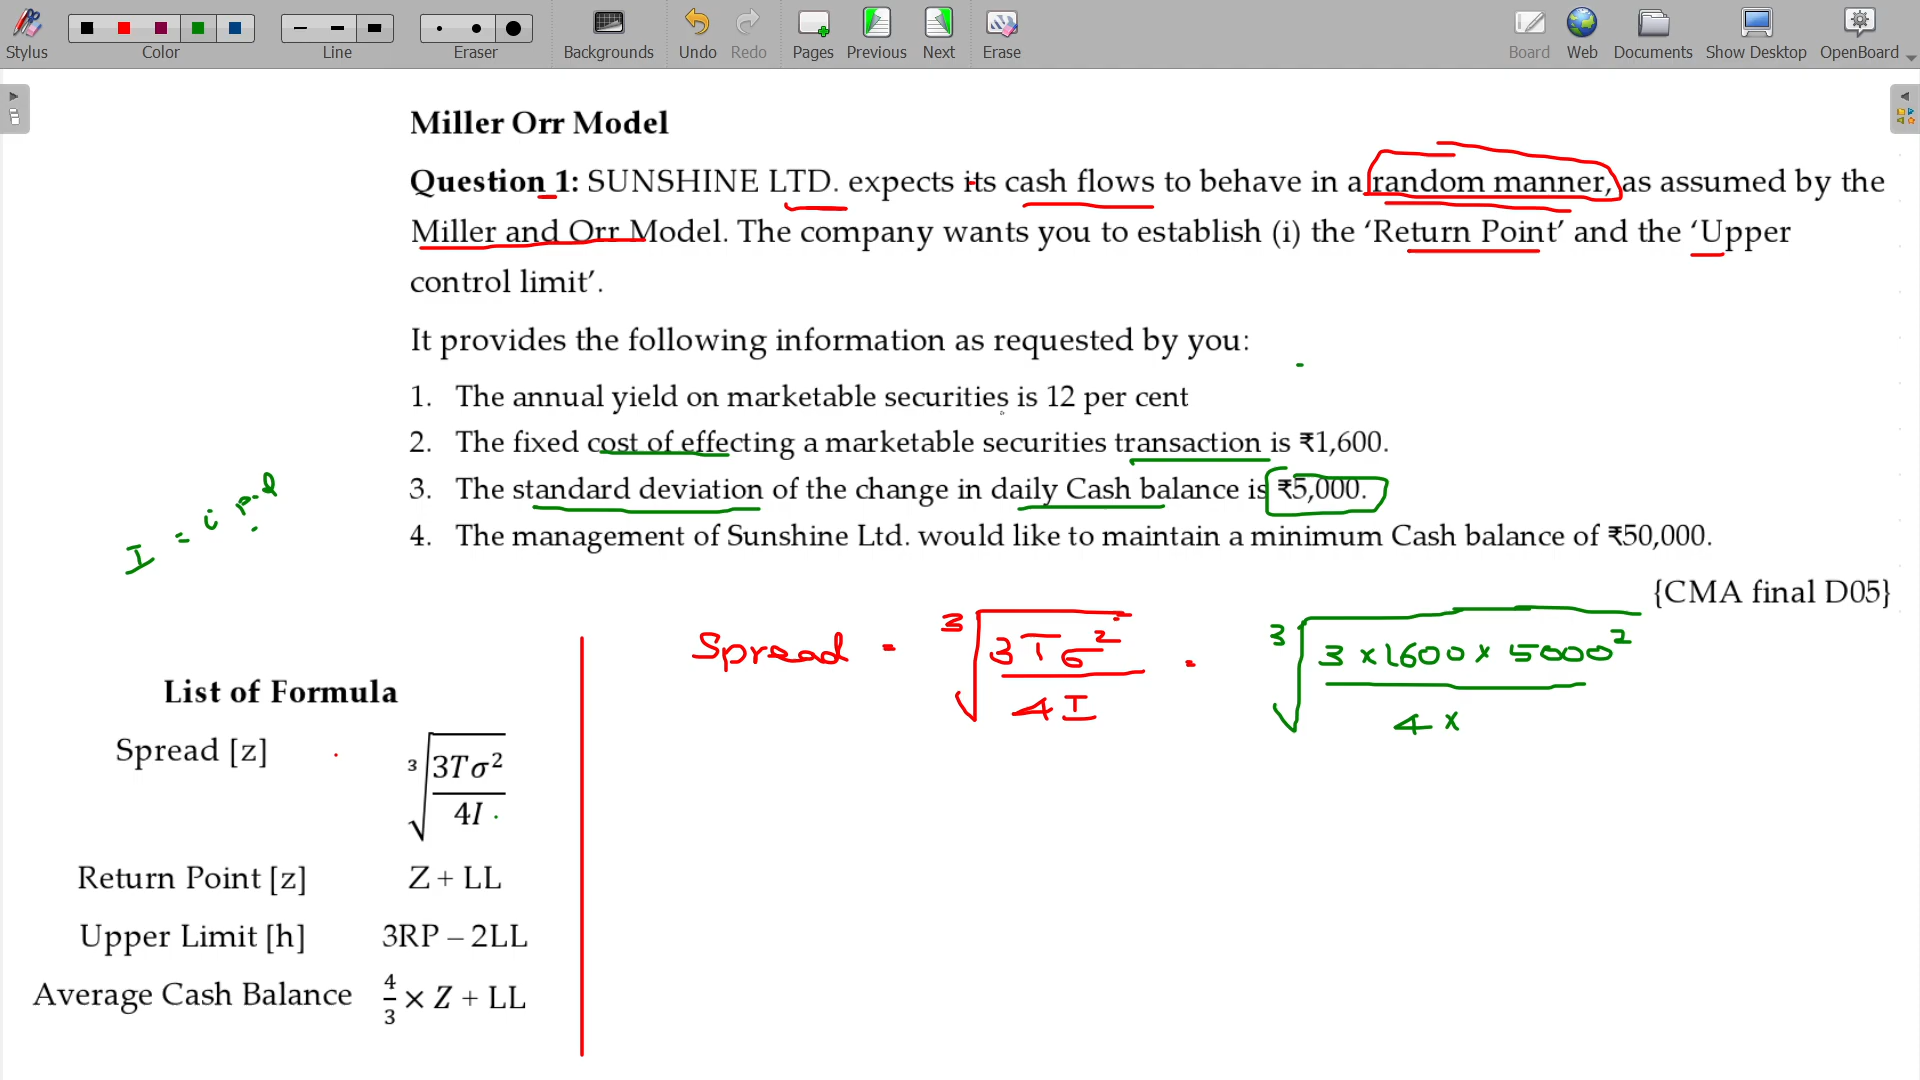 Stylus Color Line Eraser Backgrounds Undo Redo Pages Previous Next Erase Board Web Documents Show Desktop OpenBoard
Miller Orr Model
Question 1: SUNSHINE LTD. expects its cash flows to behave in a random manner, as assumed by the
Miller and Orr Model. The company wants you to establish (i) the ‘Return Point’ and the ‘Upper
control limit’.
It provides the following information as requested by you:
1. The annual yield on marketable securities is 12 per cent
2. The fixed cost of effecting a marketable securities transaction is ₹1,600.
3. The standard deviation of the change in daily Cash balance is ₹5,000.
4. The management of Sunshine Ltd. would like to maintain a minimum Cash balance of ₹50,000.
{CMA final D05}
I = i p.d
Spread = ∛(3Tσ²/4I) = ∛(3 × 1600 × 5000²/4 ×
List of Formula
Spread [z] ∛(3Tσ²/4I)
Return Point [z] Z + LL
Upper Limit [h] 3RP – 2LL
Average Cash Balance 4/3 × Z + LL